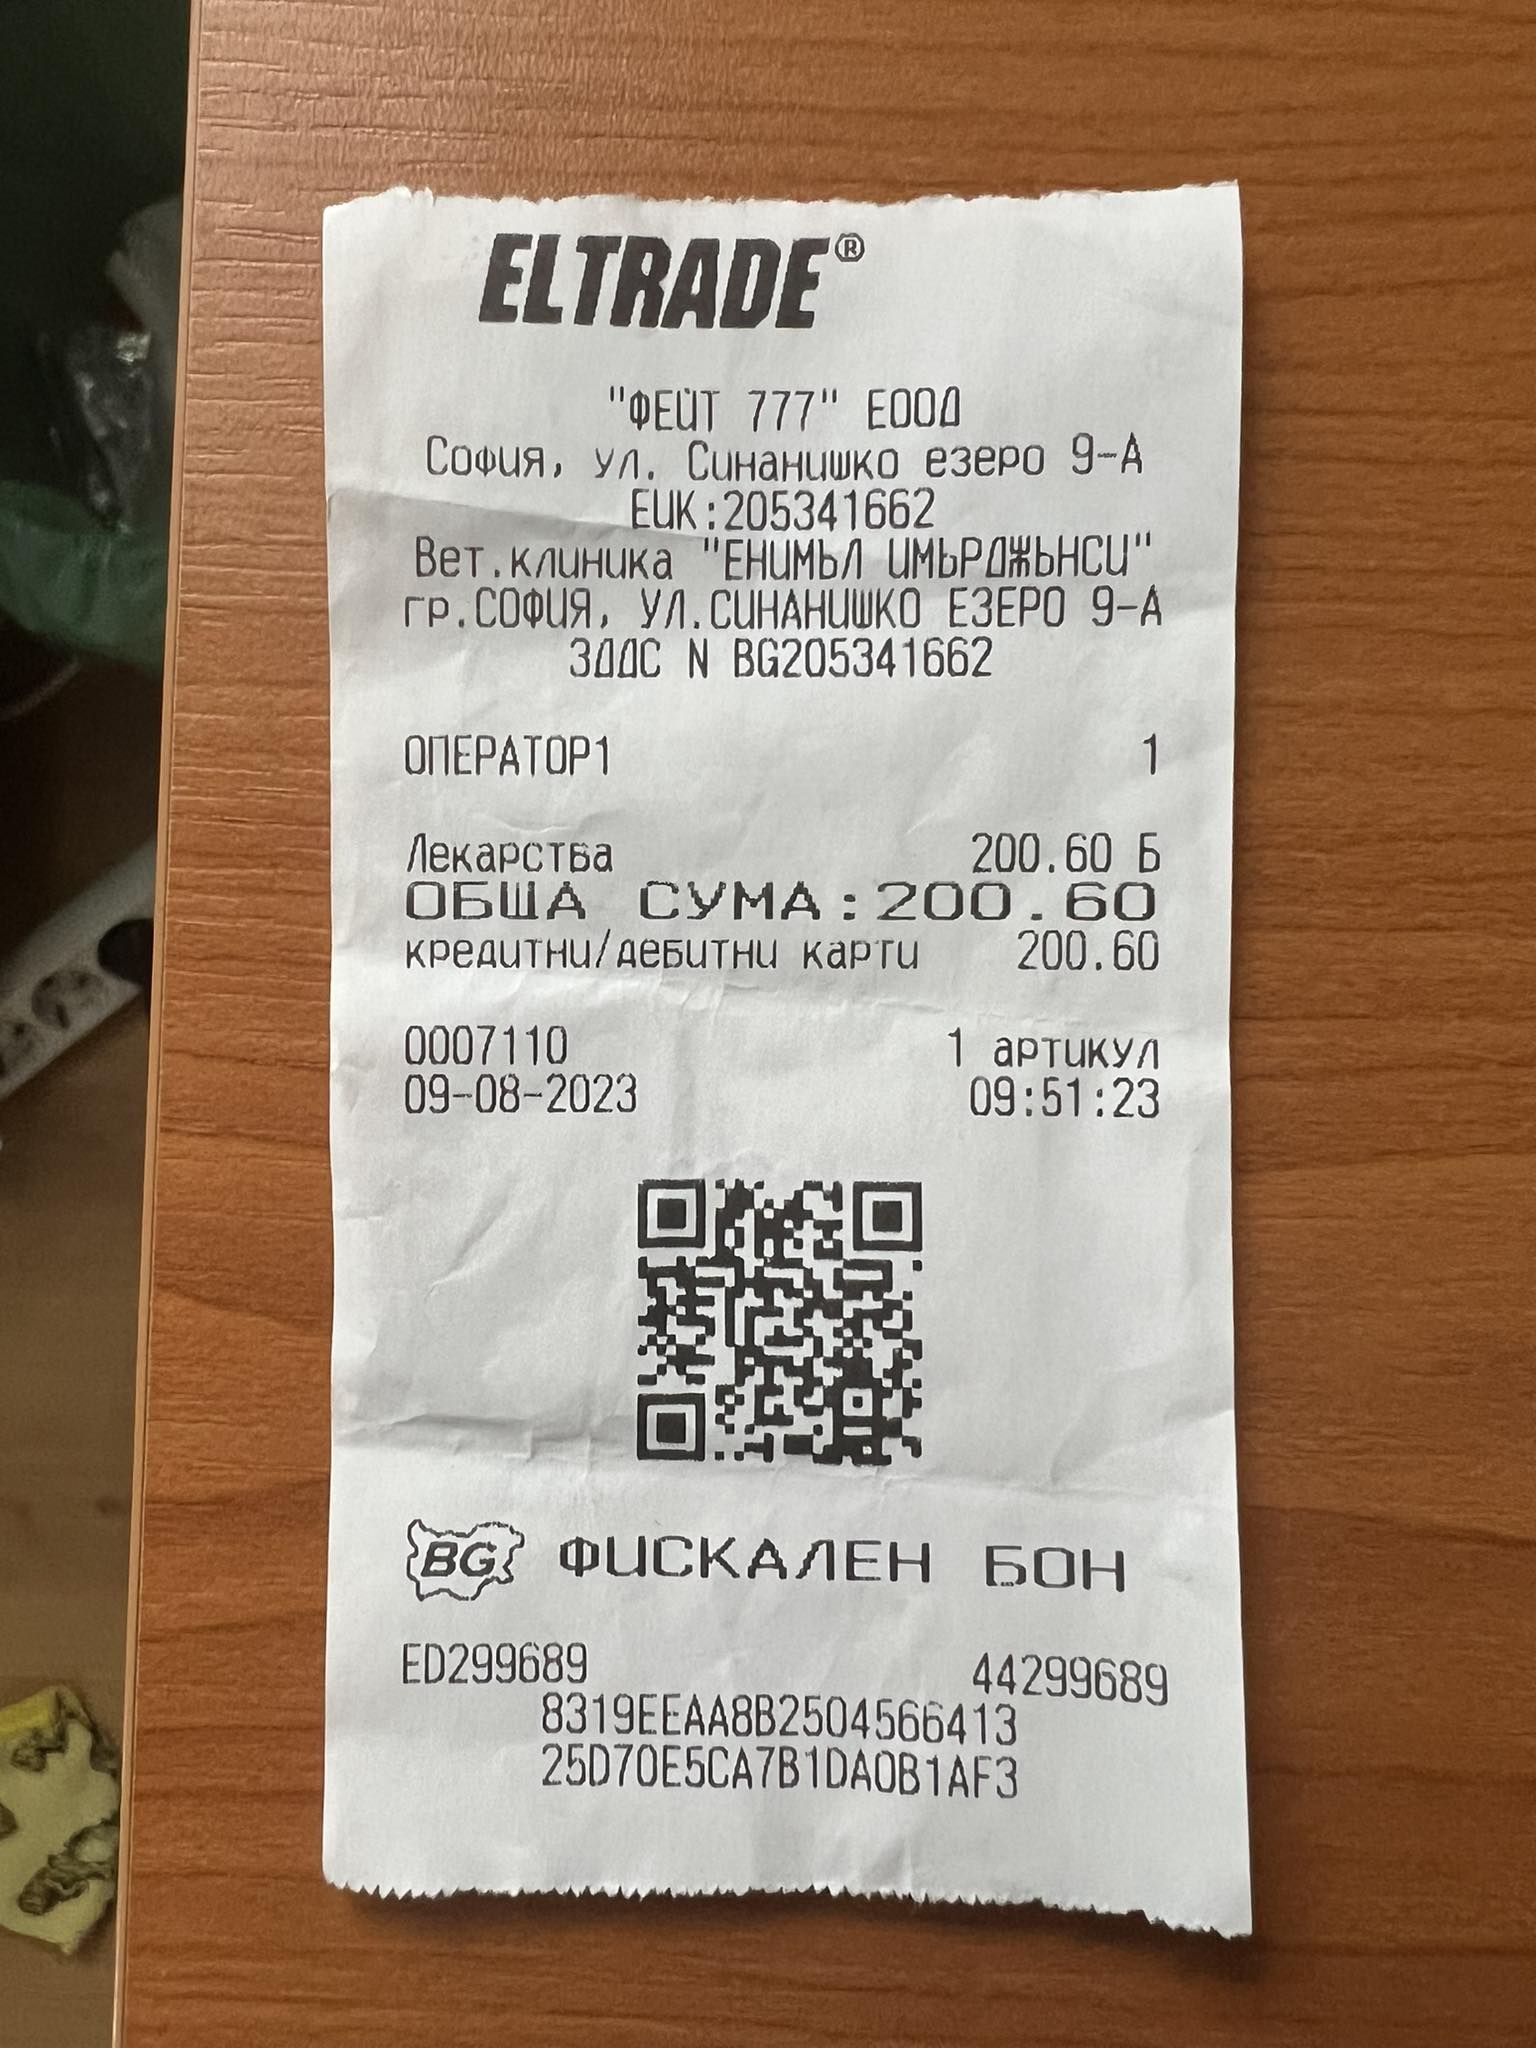 ELTRADE®
"ФЕЙТ 777" ЕООД
София, ул. Синанишко езеро 9-А
ЕИК:205341662
Вет.клиника "ЕНИМЬЛ ИМЬРДЖЬНСИ"
гр.СОФИЯ, УЛ.СИНАНИШКО ЕЗЕРО 9-А
ЗДДС N BG205341662
ОПЕРАТОР1 1
Лекарства 200.60 Б
ОБЩА СУМА:200.60
кредитни/дебитни карти 200.60
0007110 1 артикул
09-08-2023 09:51:23
BG ФИСКАЛЕН БОН
ED299689 44299689
8319EEAA8B2504566413
25D70E5CA7B1DA0B1AF3